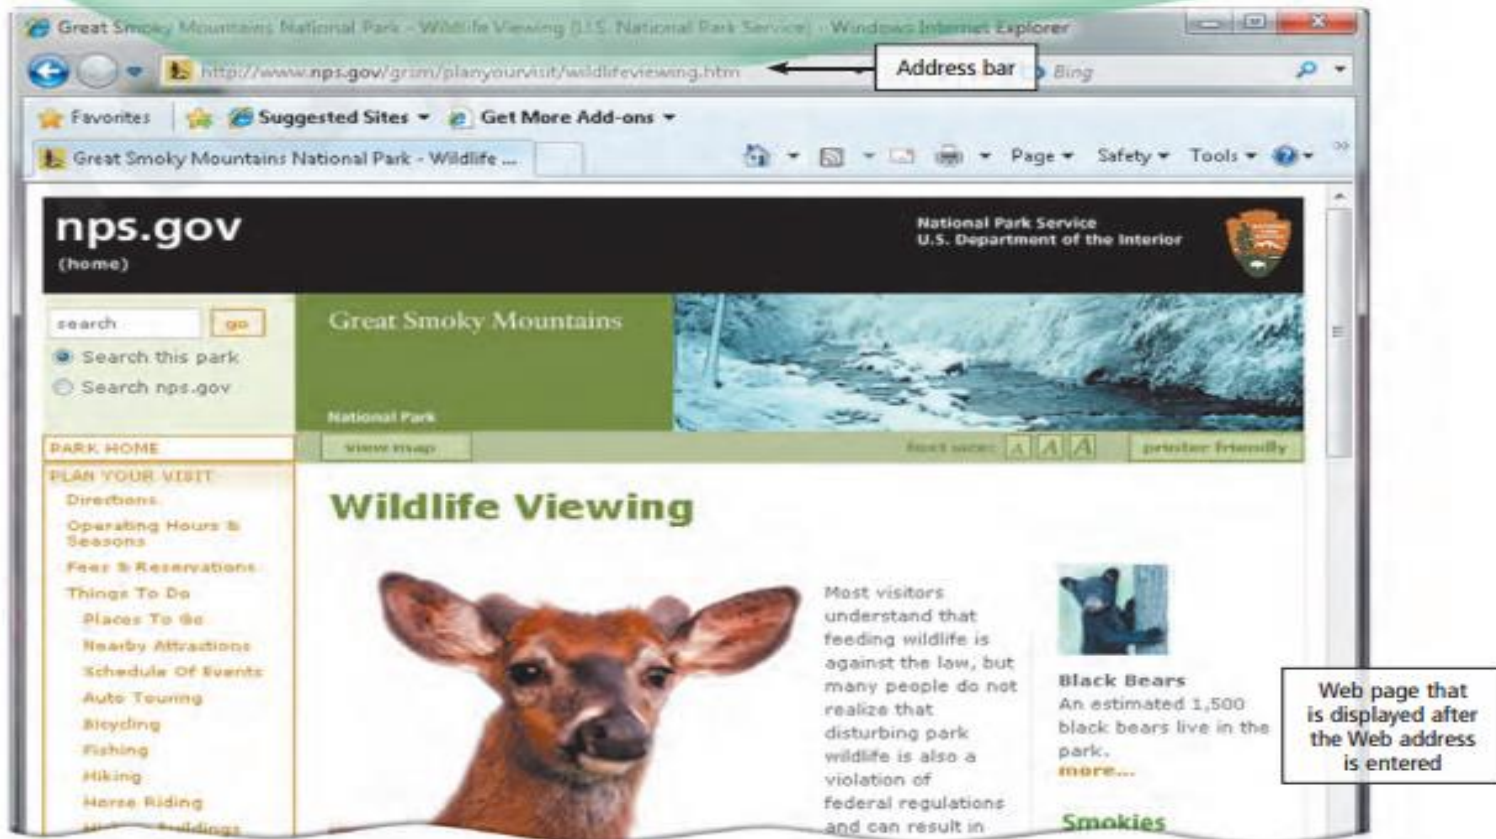 Great Smoky Mountains National Park - Wildlife Viewing (U.S. National Park Service) - Windows Internet Explorer
http://www.nps.gov/grsm/planyourvisit/wildlifeviewing.htm
Address bar
Bing
Favorites
Suggested Sites
Get More Add-ons
Great Smoky Mountains National Park - Wildlife ...
Page
Safety
Tools
nps.gov
(home)
National Park Service
U.S. Department of the Interior
search
go
Search this park
Search nps.gov
Great Smoky Mountains
National Park
PARK HOME
view map
font size: A A A
printer friendly
PLAN YOUR VISIT
Directions
Operating Hours &
Seasons
Fees & Reservations
Things To Do
Places To Go
Nearby Attractions
Schedule Of Events
Auto Touring
Bicycling
Fishing
Hiking
Horse Riding
Wildlife Viewing
Most visitors
understand that
feeding wildlife is
against the law, but
many people do not
realize that
disturbing park
wildlife is also a
violation of
federal regulations
and can result in
Black Bears
An estimated 1,500
black bears live in the
park.
more...
Smokies
Web page that
is displayed after
the Web address
is entered